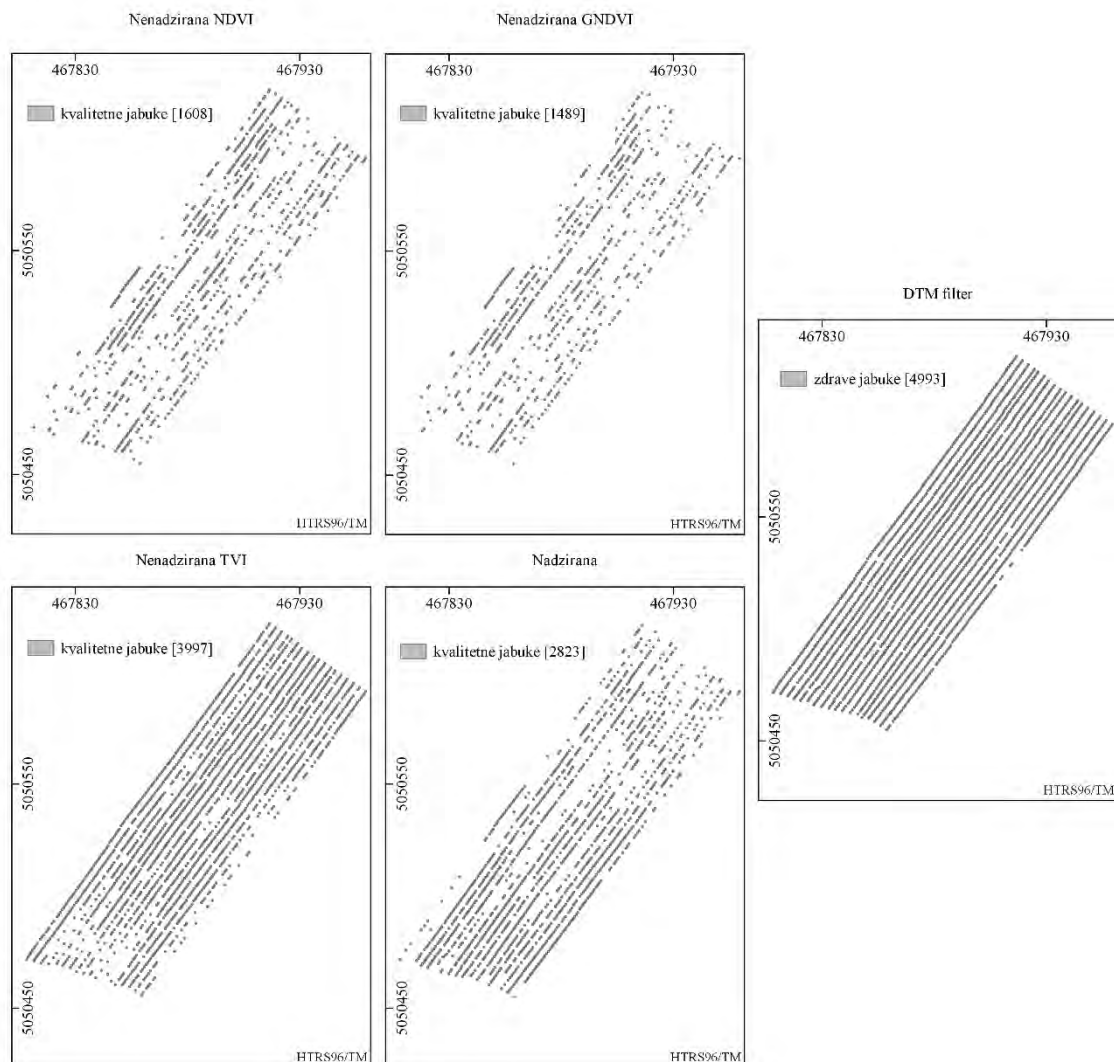 Nenadzirana NDVI
467830 467930
kvalitetne jabuke [1608]
5050550
5050450
HTRS96/TM
Nenadzirana GNDVI
467830 467930
kvalitetne jabuke [1489]
5050550
5050450
HTRS96/TM
DTM filter
467830 467930
zdrave jabuke [4993]
5050550
5050450
HTRS96/TM
Nenadzirana TVI
467830 467930
kvalitetne jabuke [3997]
5050550
5050450
HTRS96/TM
Nadzirana
467830 467930
kvalitetne jabuke [2823]
5050550
5050450
HTRS96/TM